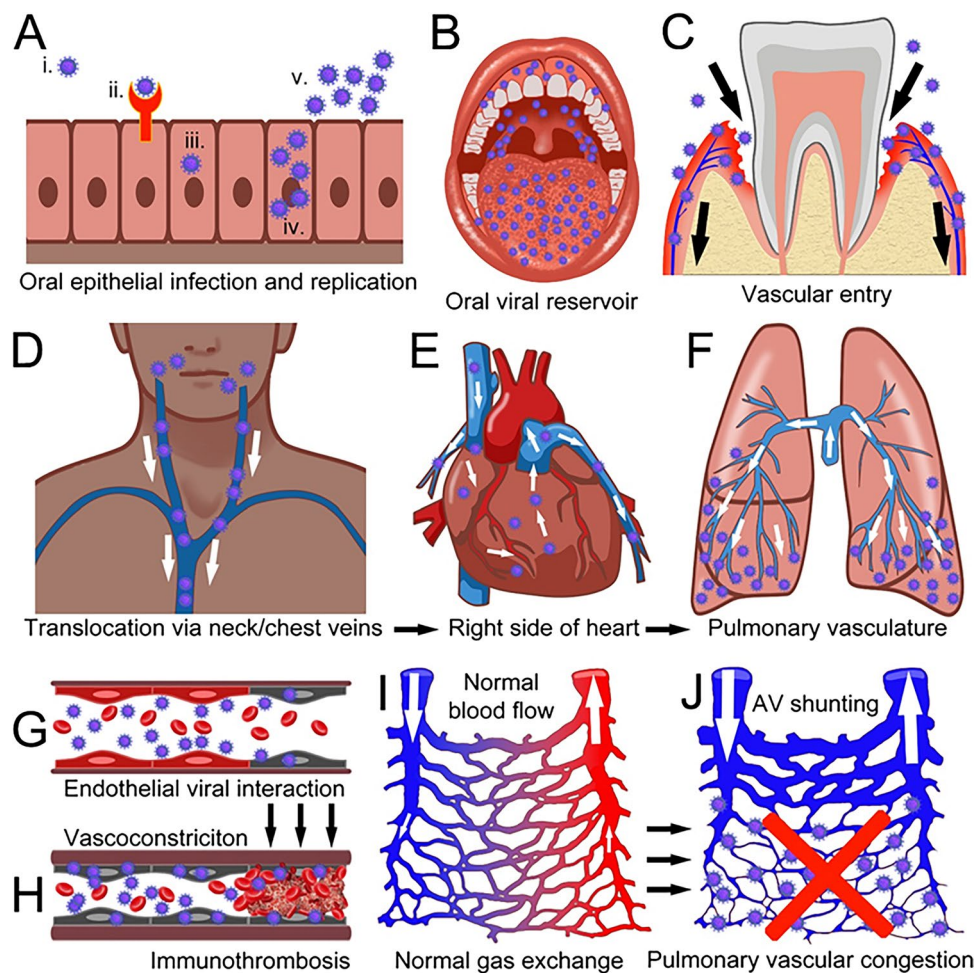 A
i.
ii.
iii.
iv.
v.
Oral epithelial infection and replication
B
Oral viral reservoir
C
Vascular entry
D
Translocation via neck/chest veins
E
Right side of heart
F
Pulmonary vasculature
G
Endothelial viral interaction
H
Vascoconstriciton
Immunothrombosis
I
Normal
blood flow
Normal gas exchange
J
AV shunting
Pulmonary vascular congestion